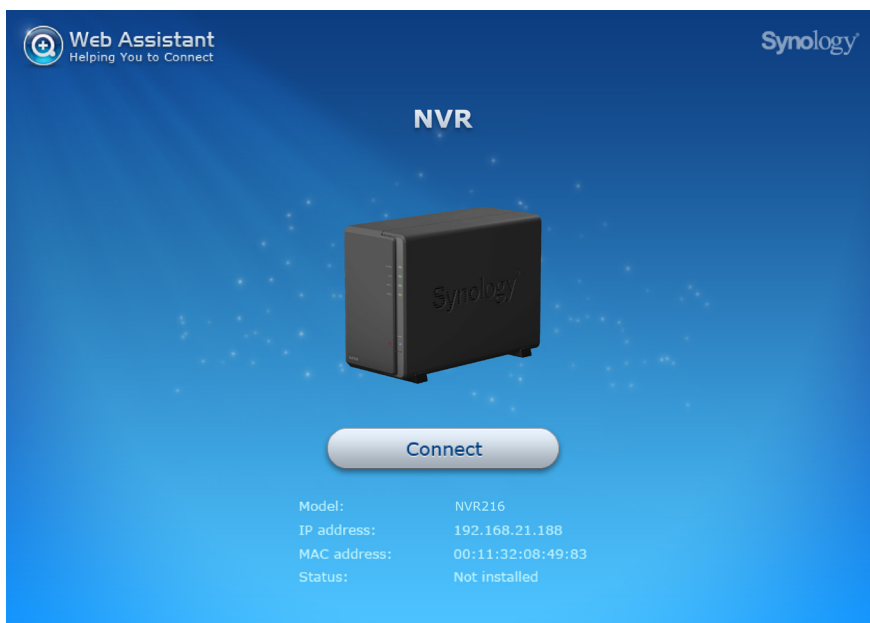 Web Assistant
Helping You to Connect
Synology®
NVR
Synology
Connect
Model: NVR216
IP address: 192.168.21.188
MAC address: 00:11:32:08:49:83
Status: Not installed